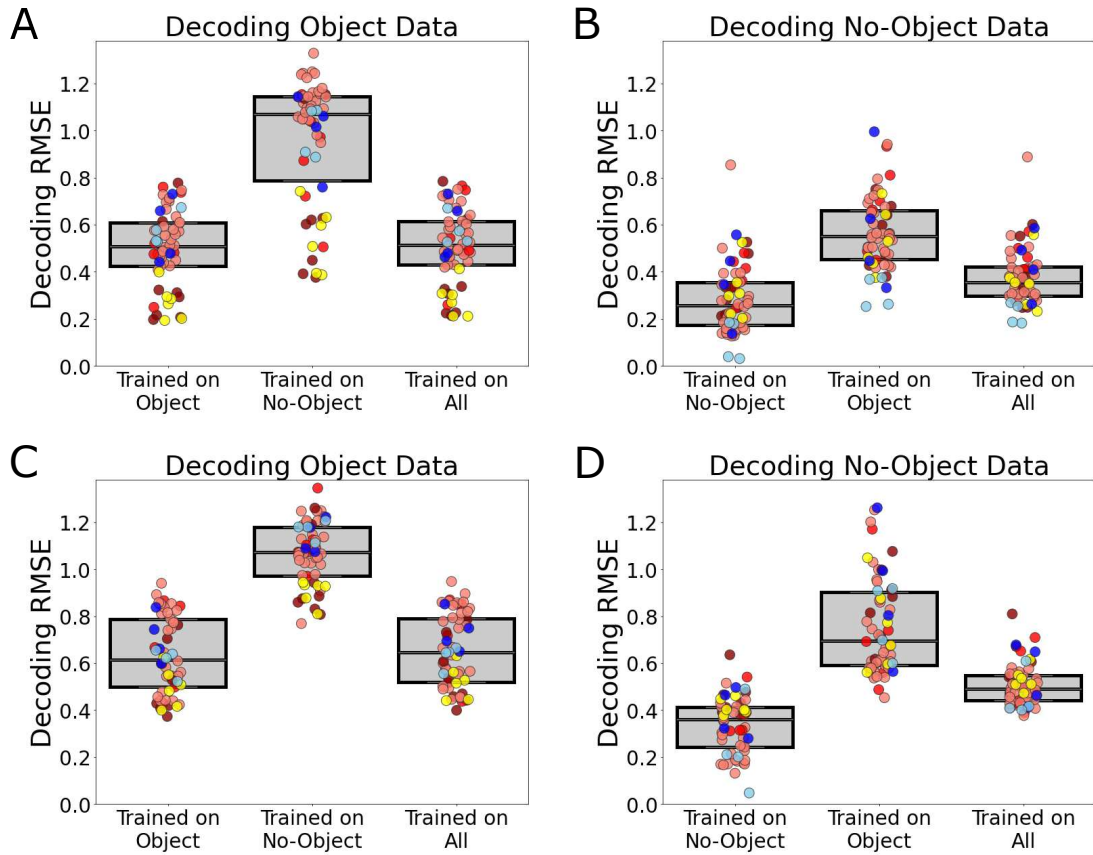 A
Decoding Object Data
Decoding RMSE
1.2
1.0
0.8
0.6
0.4
0.2
0.0
Trained on
Object
Trained on
No-Object
Trained on
All
B
Decoding No-Object Data
Decoding RMSE
1.2
1.0
0.8
0.6
0.4
0.2
0.0
Trained on
No-Object
Trained on
Object
Trained on
All
C
Decoding Object Data
Decoding RMSE
1.2
1.0
0.8
0.6
0.4
0.2
0.0
Trained on
Object
Trained on
No-Object
Trained on
All
D
Decoding No-Object Data
Decoding RMSE
1.2
1.0
0.8
0.6
0.4
0.2
0.0
Trained on
No-Object
Trained on
Object
Trained on
All